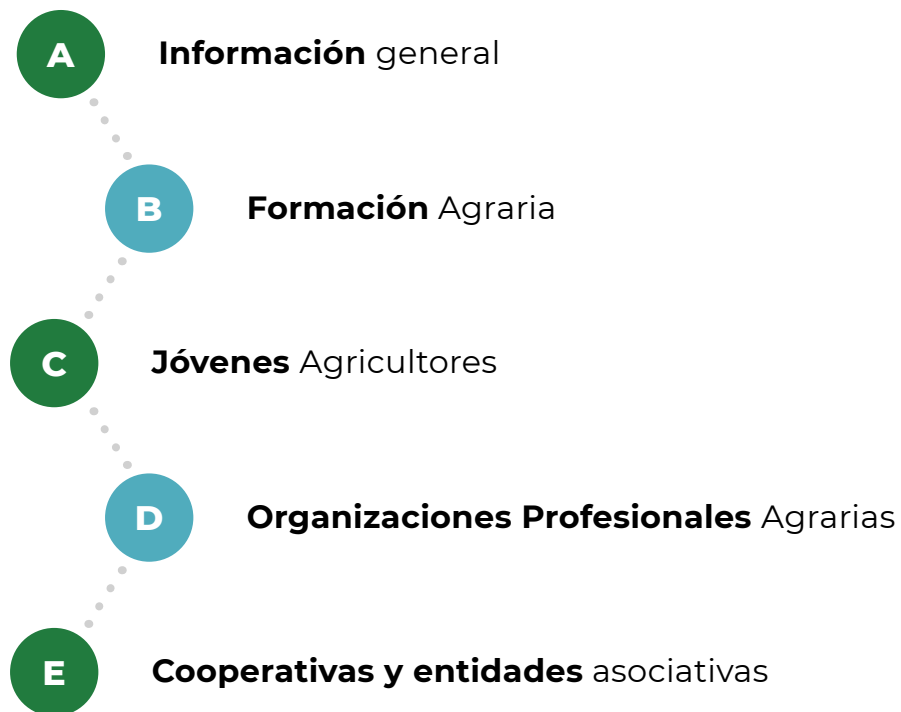 A Información general
B Formación Agraria
C Jóvenes Agricultores
D Organizaciones Profesionales Agrarias
E Cooperativas y entidades asociativas